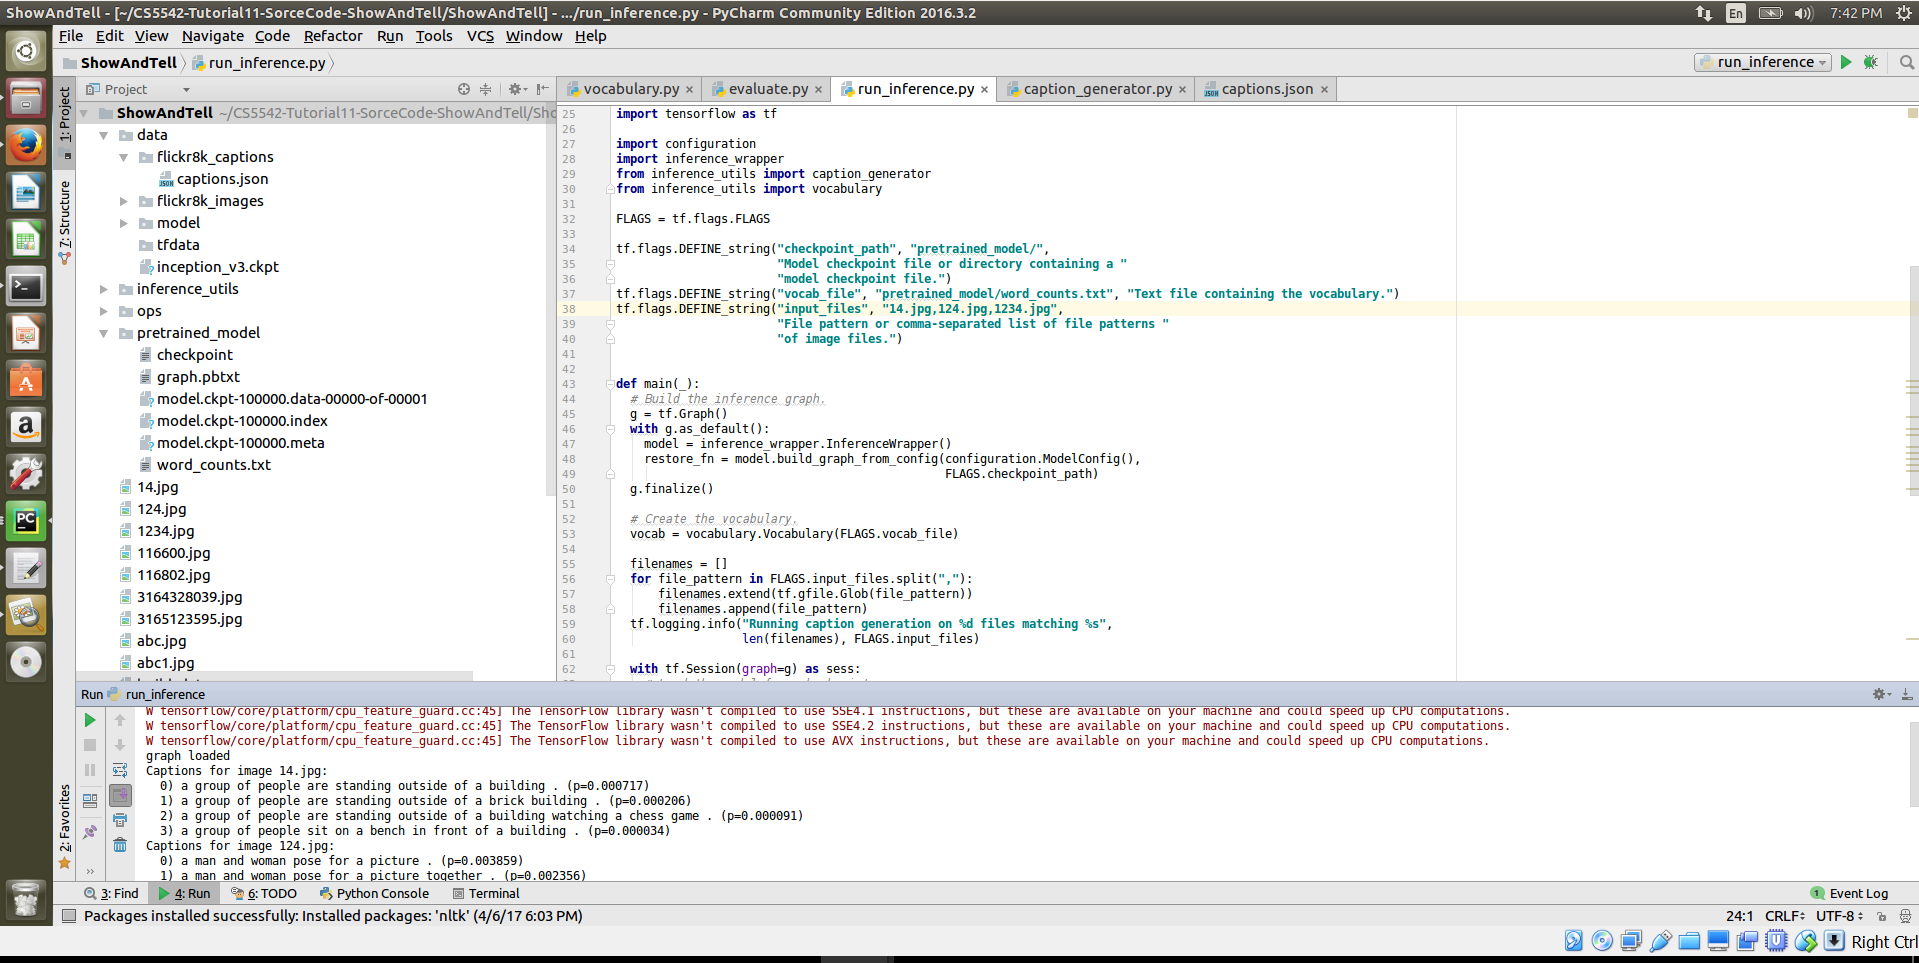 ShowAndTell - [~/CS5542-Tutorial11-SorceCode-ShowAndTell/ShowAndTell] - .../run_inference.py - PyCharm Community Edition 2016.3.2
En
7:42 PM
File Edit View Navigate Code Refactor Run Tools VCS Window Help
ShowAndTell run_inference.py
run_inference
Project
vocabulary.py evaluate.py run_inference.py caption_generator.py captions.json
1: Project
7: Structure
2: Favorites
ShowAndTell ~/CS5542-Tutorial11-SorceCode-ShowAndTell/Sho
data
flickr8k_captions
captions.json
flickr8k_images
model
tfdata
inception_v3.ckpt
inference_utils
ops
pretrained_model
checkpoint
graph.pbtxt
model.ckpt-100000.data-00000-of-00001
model.ckpt-100000.index
model.ckpt-100000.meta
word_counts.txt
14.jpg
124.jpg
1234.jpg
116600.jpg
116802.jpg
3164328039.jpg
3165123595.jpg
abc.jpg
abc1.jpg
25 import tensorflow as tf
26
27 import configuration
28 import inference_wrapper
29 from inference_utils import caption_generator
30 from inference_utils import vocabulary
31
32 FLAGS = tf.flags.FLAGS
33
34 tf.flags.DEFINE_string("checkpoint_path", "pretrained_model/",
35 "Model checkpoint file or directory containing a "
36 "model checkpoint file.")
37 tf.flags.DEFINE_string("vocab_file", "pretrained_model/word_counts.txt", "Text file containing the vocabulary.")
38 tf.flags.DEFINE_string("input_files", "14.jpg,124.jpg,1234.jpg",
39 "File pattern or comma-separated list of file patterns "
40 "of image files.")
41
42
43 def main(_):
44 # Build the inference graph.
45 g = tf.Graph()
46 with g.as_default():
47 model = inference_wrapper.InferenceWrapper()
48 restore_fn = model.build_graph_from_config(configuration.ModelConfig(),
49 FLAGS.checkpoint_path)
50 g.finalize()
51
52 # Create the vocabulary.
53 vocab = vocabulary.Vocabulary(FLAGS.vocab_file)
54
55 filenames = []
56 for file_pattern in FLAGS.input_files.split(","):
57 filenames.extend(tf.gfile.Glob(file_pattern))
58 filenames.append(file_pattern)
59 tf.logging.info("Running caption generation on %d files matching %s",
60 len(filenames), FLAGS.input_files)
61
62 with tf.Session(graph=g) as sess:
Run run_inference
W tensorflow/core/platform/cpu_feature_guard.cc:45] The TensorFlow library wasn't compiled to use SSE4.1 instructions, but these are available on your machine and could speed up CPU computations.
W tensorflow/core/platform/cpu_feature_guard.cc:45] The TensorFlow library wasn't compiled to use SSE4.2 instructions, but these are available on your machine and could speed up CPU computations.
W tensorflow/core/platform/cpu_feature_guard.cc:45] The TensorFlow library wasn't compiled to use AVX instructions, but these are available on your machine and could speed up CPU computations.
graph loaded
Captions for image 14.jpg:
0) a group of people are standing outside of a building . (p=0.000717)
1) a group of people are standing outside of a brick building . (p=0.000206)
2) a group of people are standing outside of a building watching a chess game . (p=0.000091)
3) a group of people sit on a bench in front of a building . (p=0.000034)
Captions for image 124.jpg:
0) a man and woman pose for a picture . (p=0.003859)
1) a man and woman pose for a picture together . (p=0.002356)
3: Find 4: Run 6: TODO Python Console Terminal
1 Event Log
Packages installed successfully: Installed packages: 'nltk' (4/6/17 6:03 PM)
24:1 CRLF UTF-8
Right Ctrl